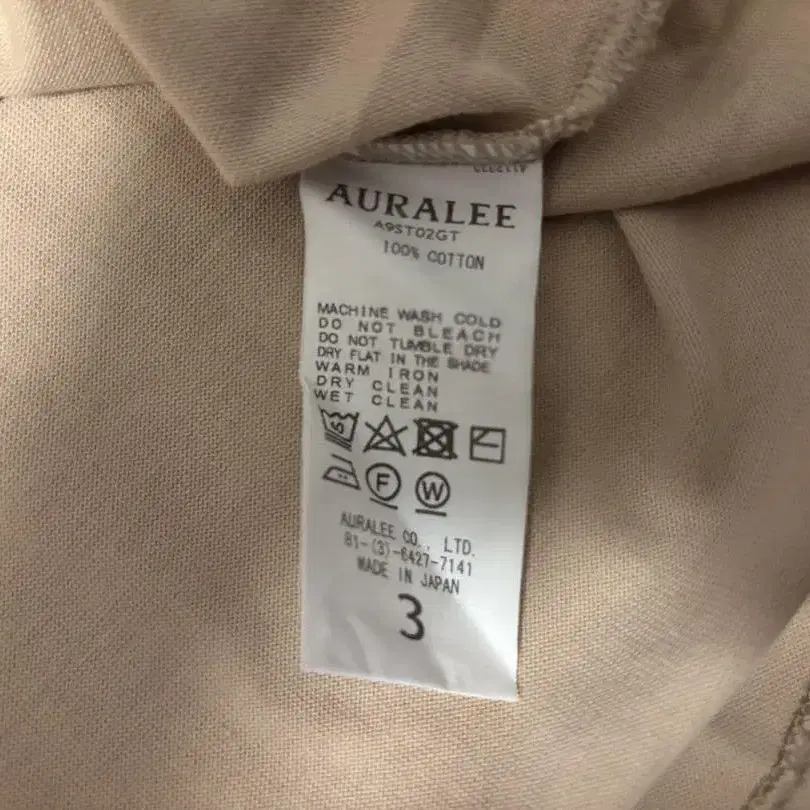 AURALEE
A9ST02GT
100% COTTON
MACHINE WASH COLD
DO NOT BLEACH
DO NOT TUMBLE DRY
DRY FLAT IN THE SHADE
WARM IRON
DRY CLEAN
WET CLEAN
F W
AURALEE CO., LTD.
81-(3)-6427-7141
MADE IN JAPAN
3